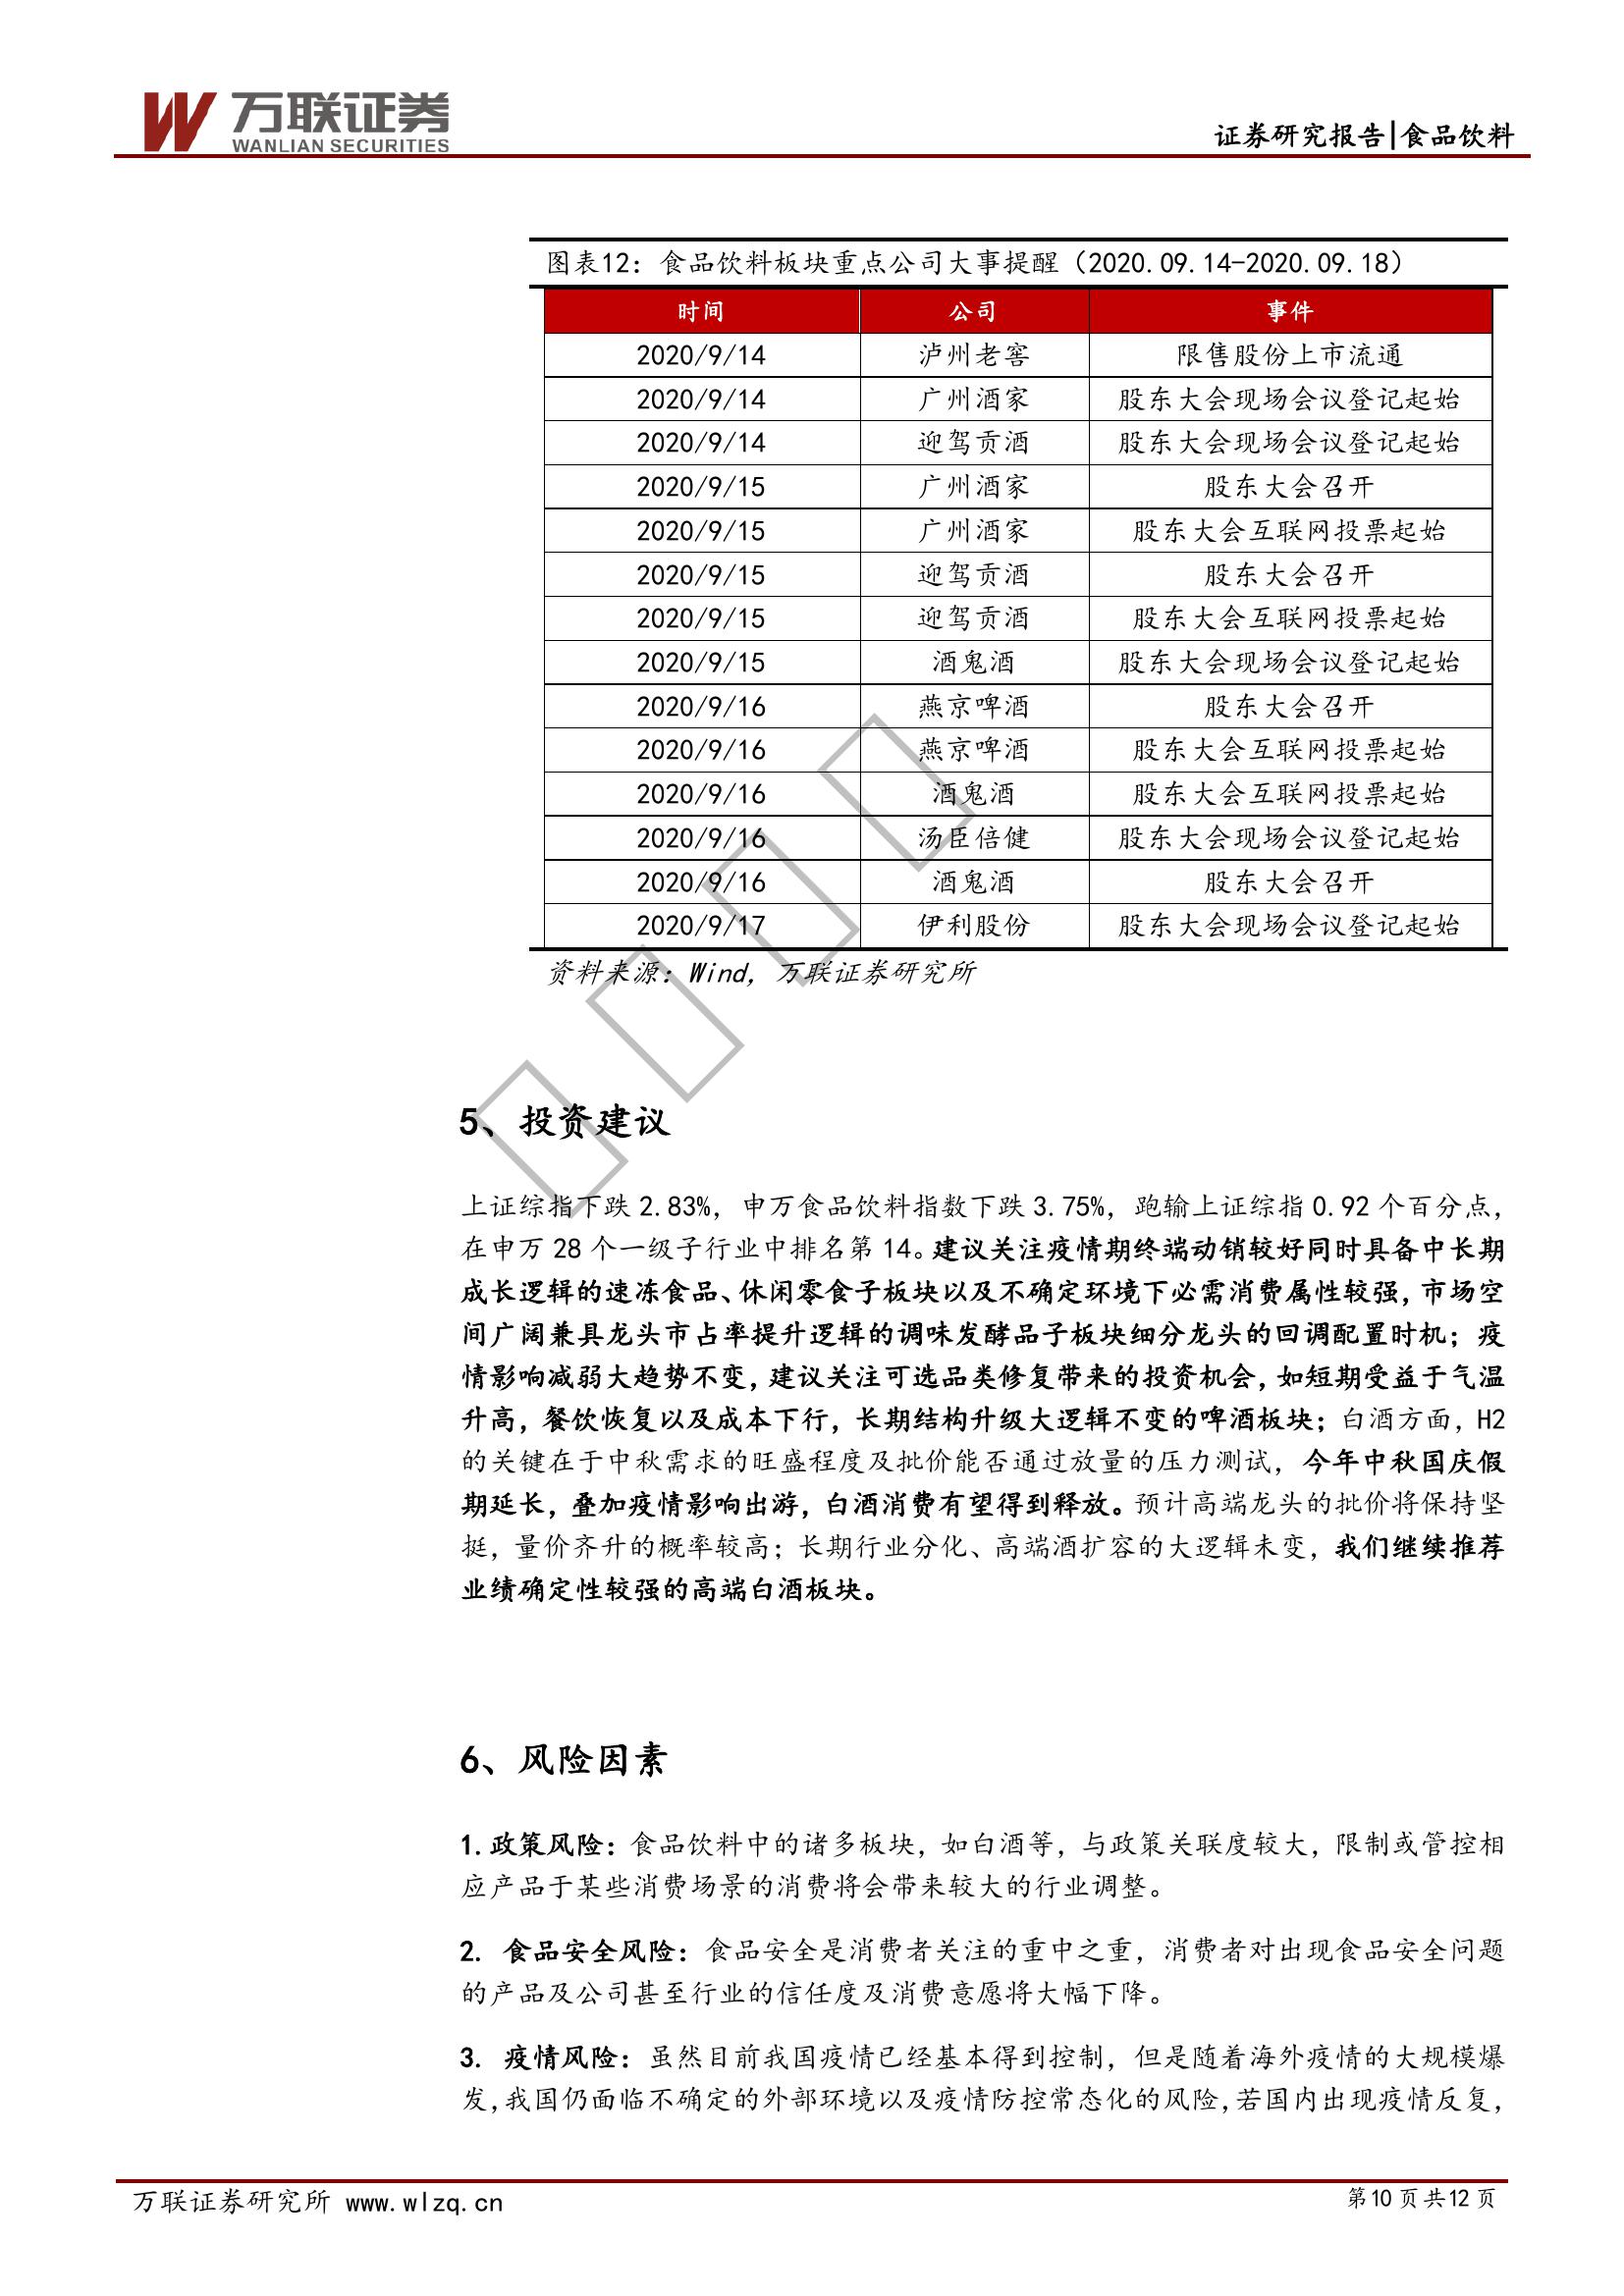 万联证券
WANLIAN SECURITIES
证券研究报告|食品饮料
图表12：食品饮料板块重点公司大事提醒（2020.09.14-2020.09.18）
时间 公司 事件
2020/9/14 泸州老窖 限售股份上市流通
2020/9/14 广州酒家 股东大会现场会议登记起始
2020/9/14 迎驾贡酒 股东大会现场会议登记起始
2020/9/15 广州酒家 股东大会召开
2020/9/15 广州酒家 股东大会互联网投票起始
2020/9/15 迎驾贡酒 股东大会召开
2020/9/15 迎驾贡酒 股东大会互联网投票起始
2020/9/15 酒鬼酒 股东大会现场会议登记起始
2020/9/16 燕京啤酒 股东大会召开
2020/9/16 燕京啤酒 股东大会互联网投票起始
2020/9/16 酒鬼酒 股东大会互联网投票起始
2020/9/16 汤臣倍健 股东大会现场会议登记起始
2020/9/16 酒鬼酒 股东大会召开
2020/9/17 伊利股份 股东大会现场会议登记起始
资料来源：Wind，万联证券研究所
5、投资建议
上证综指下跌 2.83%，申万食品饮料指数下跌 3.75%，跑输上证综指 0.92 个百分点，
在申万 28 个一级子行业中排名第 14。建议关注疫情期终端动销较好同时具备中长期
成长逻辑的速冻食品、休闲零食子板块以及不确定环境下必需消费属性较强，市场空
间广阔兼具龙头市占率提升逻辑的调味发酵品子板块细分龙头的回调配置时机；疫
情影响减弱大趋势不变，建议关注可选品类修复带来的投资机会，如短期受益于气温
升高，餐饮恢复以及成本下行，长期结构升级大逻辑不变的啤酒板块；白酒方面，H2
的关键在于中秋需求的旺盛程度及批价能否通过放量的压力测试，今年中秋国庆假
期延长，叠加疫情影响出游，白酒消费有望得到释放。预计高端龙头的批价将保持坚
挺，量价齐升的概率较高；长期行业分化、高端酒扩容的大逻辑未变，我们继续推荐
业绩确定性较强的高端白酒板块。
6、风险因素
1.政策风险：食品饮料中的诸多板块，如白酒等，与政策关联度较大，限制或管控相
应产品于某些消费场景的消费将会带来较大的行业调整。
2. 食品安全风险：食品安全是消费者关注的重中之重，消费者对出现食品安全问题
的产品及公司甚至行业的信任度及消费意愿将大幅下降。
3. 疫情风险：虽然目前我国疫情已经基本得到控制，但是随着海外疫情的大规模爆
发，我国仍面临不确定的外部环境以及疫情防控常态化的风险，若国内出现疫情反复，
万联证券研究所 www.wlzq.cn
第10页共12页